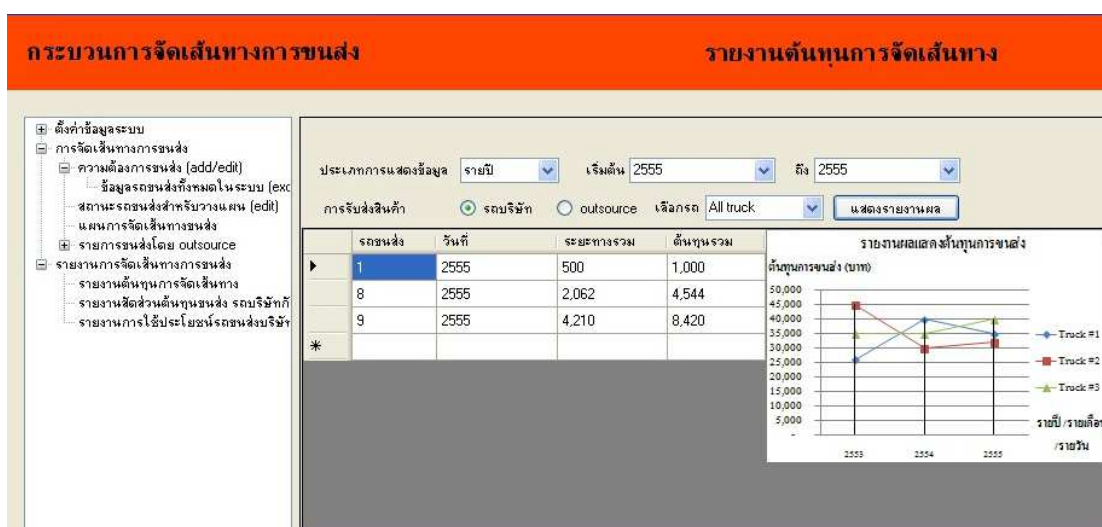 กระบวนการจัดเส้นทางการขนส่ง รายงานต้นทุนการจัดเส้นทาง
ตั้งค่าข้อมูลระบบ
การจัดเส้นทางการขนส่ง
ความต้องการขนส่ง (add/edit)
ข้อมูลรถขนส่งทั้งหมดในระบบ (exc
สถานะรถขนส่งสำหรับวางแผน (edit)
แผนการจัดเส้นทางขนส่ง
รายการขนส่งโดย outsource
รายงานการจัดเส้นทางการขนส่ง
รายงานต้นทุนการจัดเส้นทาง
รายงานสัดส่วนต้นทุนขนส่ง รถบริษัทกั
รายงานการใช้ประโยชน์รถขนส่งบริษัท
ประเภทการแสดงข้อมูล รายปี เริ่มต้น 2555 ถึง 2555
การรับส่งสินค้า รถบริษัท outsource เลือกรถ All truck แสดงรายงานผล
รถขนส่ง วันที่ ระยะทางรวม ต้นทุนรวม
1 2555 500 1,000
8 2555 2,062 4,544
9 2555 4,210 8,420
รายงานผลแสดงต้นทุนการขนส่ง
ต้นทุนการขนส่ง (บาท)
50,000
45,000
40,000
35,000
30,000
25,000
20,000
15,000
10,000
5,000
-
2553 2554 2555
Truck #1
Truck #2
Truck #3
รายปี /รายเดือน
/รายวัน